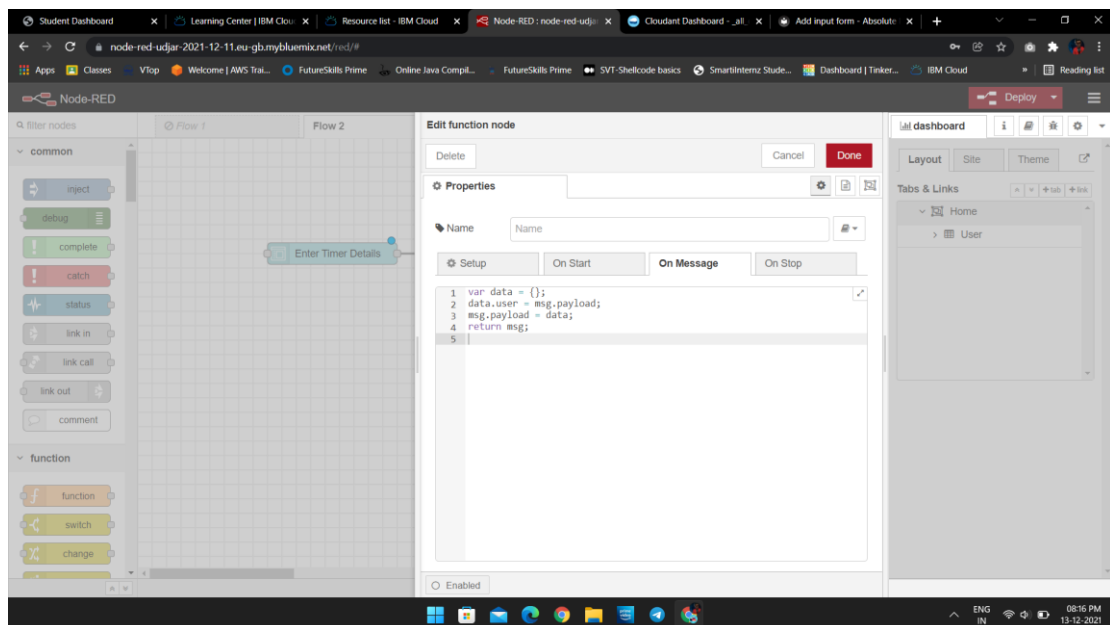 Student Dashboard
Learning Center | IBM Clou
Resource list - IBM Cloud
Node-RED : node-red-udjar
Cloudant Dashboard - _all_
Add input form - Absolute
node-red-udjar-2021-12-11.eu-gb.mybluemix.net/red/#
Apps Classes VTop Welcome | AWS Trai... FutureSkills Prime Online Java Compil... FutureSkills Prime SVT-Shellcode basics SmartiInternz Stude... Dashboard | Tinker... IBM Cloud » Reading list
Node-RED
Deploy
filter nodes
Flow 1
Flow 2
Edit function node
dashboard
common
Delete
Cancel
Done
Layout
Site
Theme
inject
Properties
Tabs & Links
+tab
+link
debug
Home
Name
Name
User
complete
Enter Timer Details
Setup
On Start
On Message
On Stop
catch
status
1 var data = {};
2 data.user = msg.payload;
3 msg.payload = data;
4 return msg;
5
link in
link call
link out
comment
function
function
switch
change
Enabled
ENG
IN
08:16 PM
13-12-2021